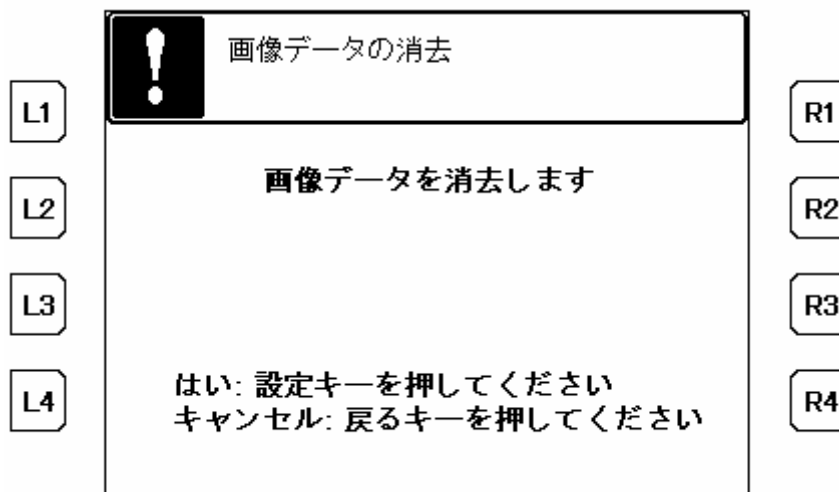 画像データの消去
L1
R1
画像データを消去します
L2
R2
L3
R3
はい: 設定キーを押してください
L4
R4
キャンセル: 戻るキーを押してください